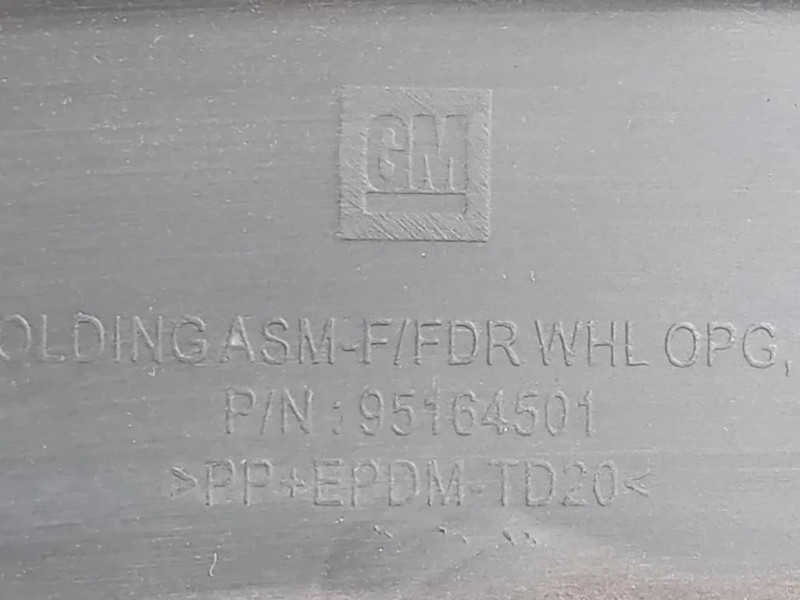 GM
OLDING ASM-F/FDR WHL OPG,
P/N : 95164501
>PP+EPDM-TD20<